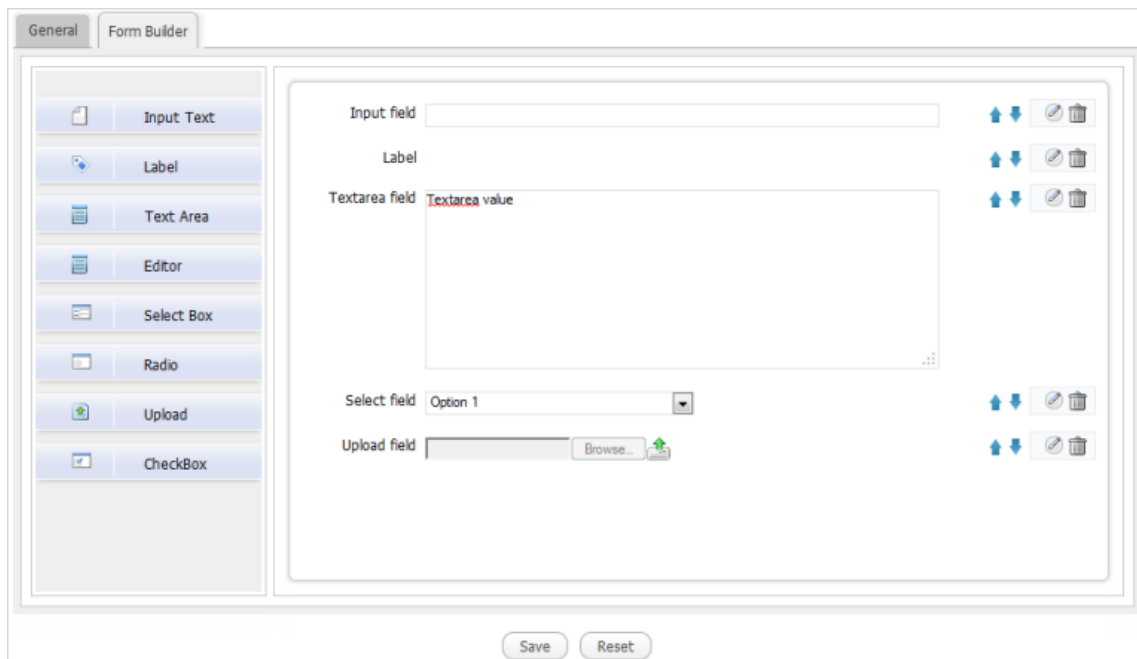 General
Form Builder
Input Text
Label
Text Area
Editor
Select Box
Radio
Upload
CheckBox
Input field
Label
Textarea field Textarea value
Select field Option 1
Upload field Browse...
Save Reset